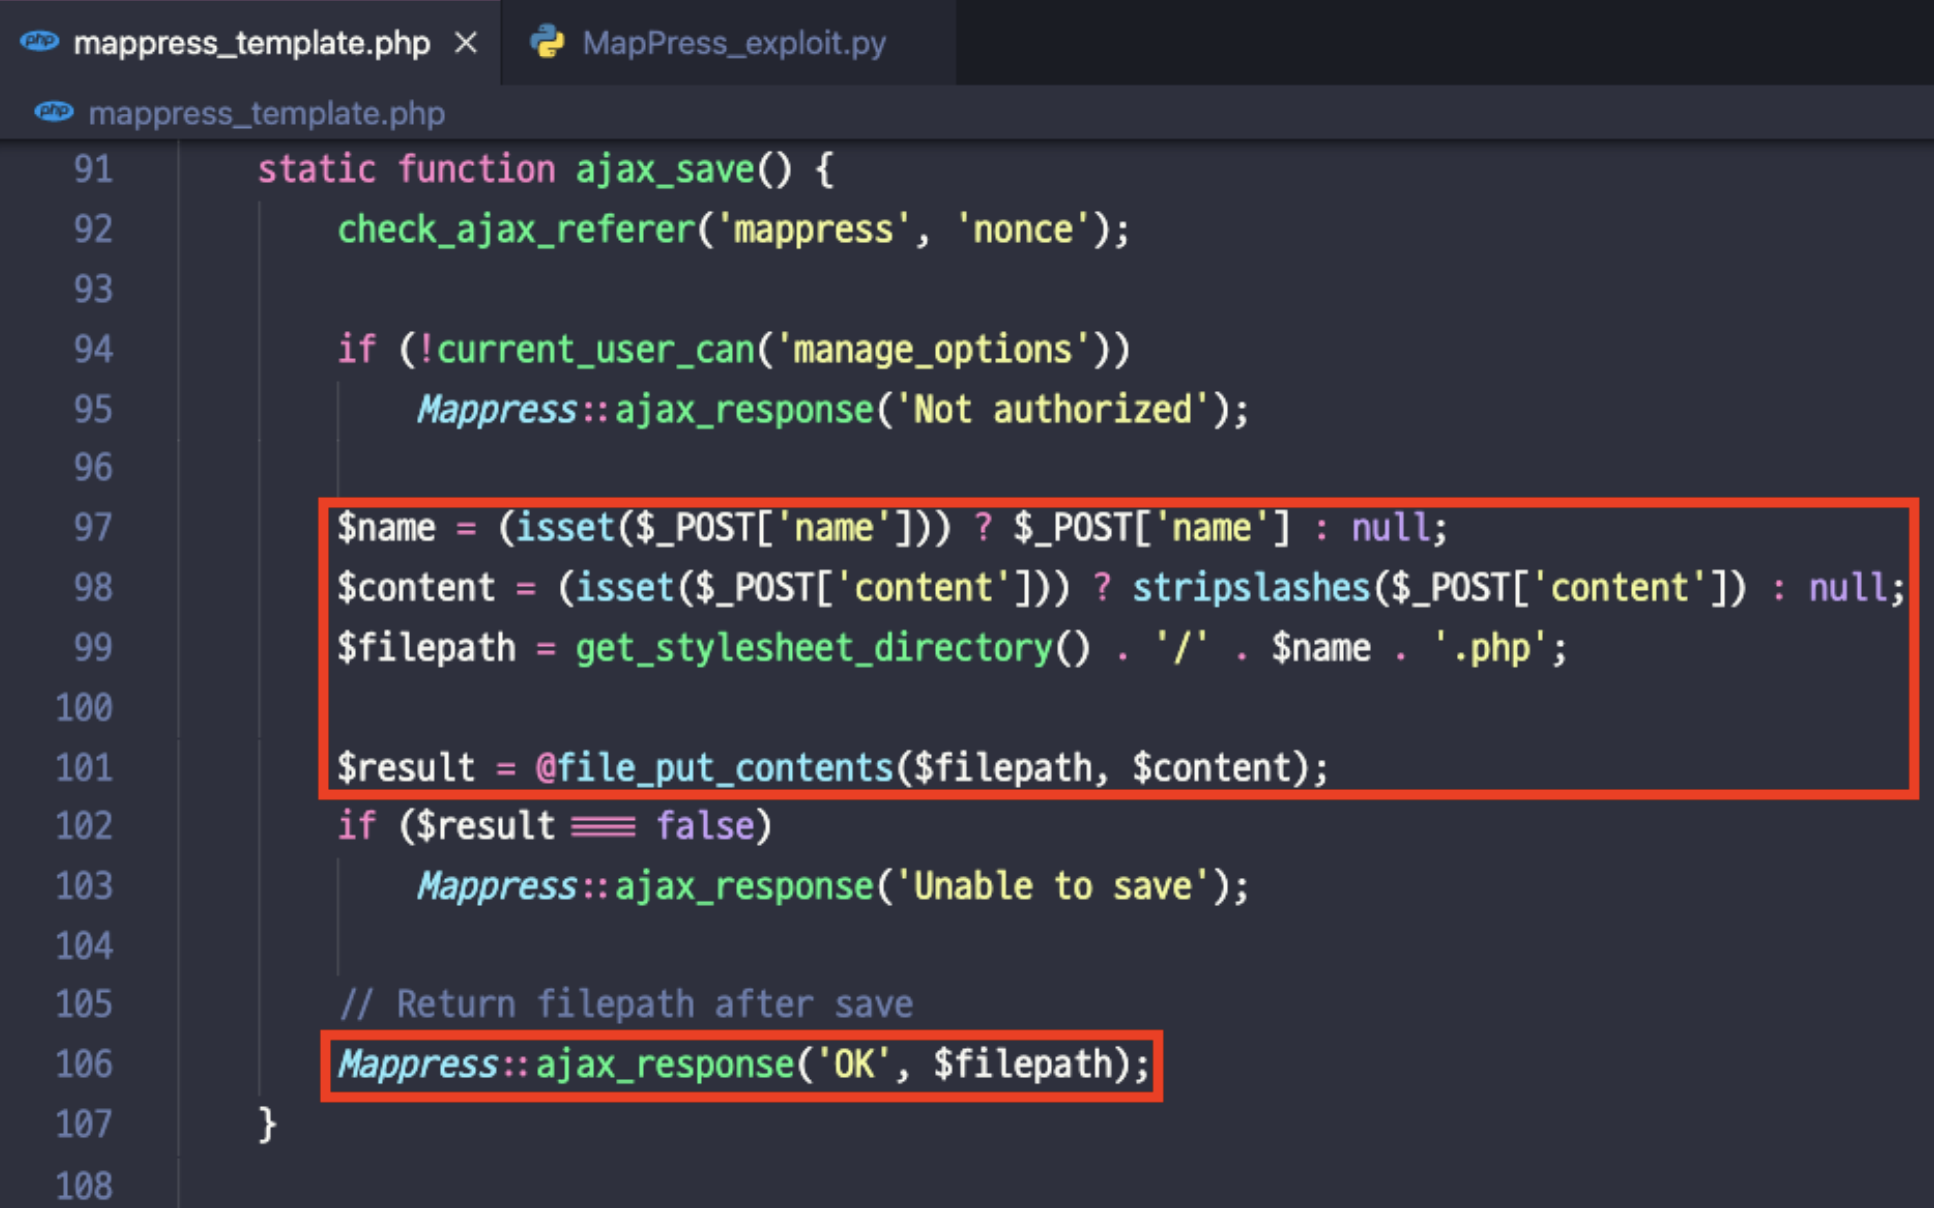 php mappress_template.php × MapPress_exploit.py
php mappress_template.php
91 static function ajax_save() {
92 check_ajax_referer('mappress', 'nonce');
93
94 if (!current_user_can('manage_options'))
95 Mappress::ajax_response('Not authorized');
96
97 $name = (isset($_POST['name'])) ? $_POST['name'] : null;
98 $content = (isset($_POST['content'])) ? stripslashes($_POST['content']) : null;
99 $filepath = get_stylesheet_directory() . '/' . $name . '.php';
100
101 $result = @file_put_contents($filepath, $content);
102 if ($result === false)
103 Mappress::ajax_response('Unable to save');
104
105 // Return filepath after save
106 Mappress::ajax_response('OK', $filepath);
107 }
108